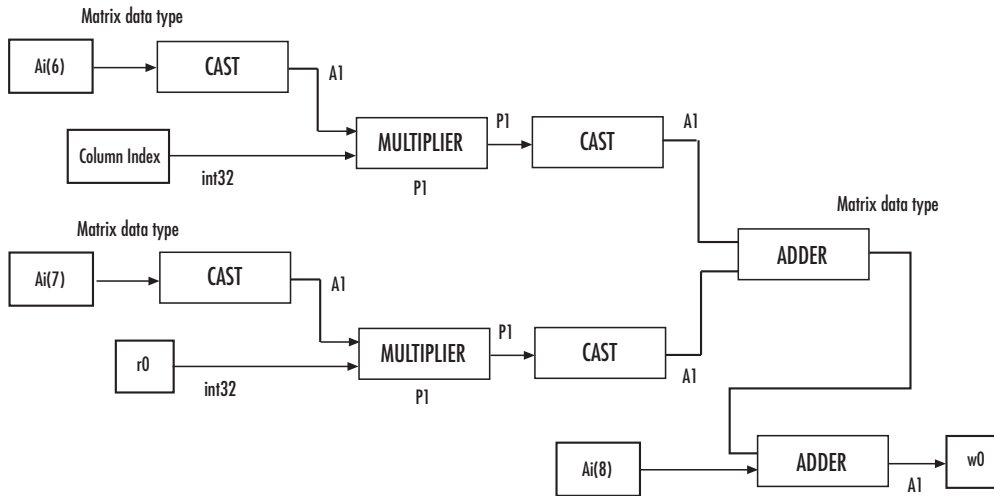 Matrix data type
Ai(6)
CAST
A1
Column Index
int32
MULTIPLIER
P1
P1
CAST
A1
Matrix data type
Ai(7)
CAST
A1
r0
int32
MULTIPLIER
P1
P1
CAST
A1
Matrix data type
ADDER
Ai(8)
ADDER
A1
w0